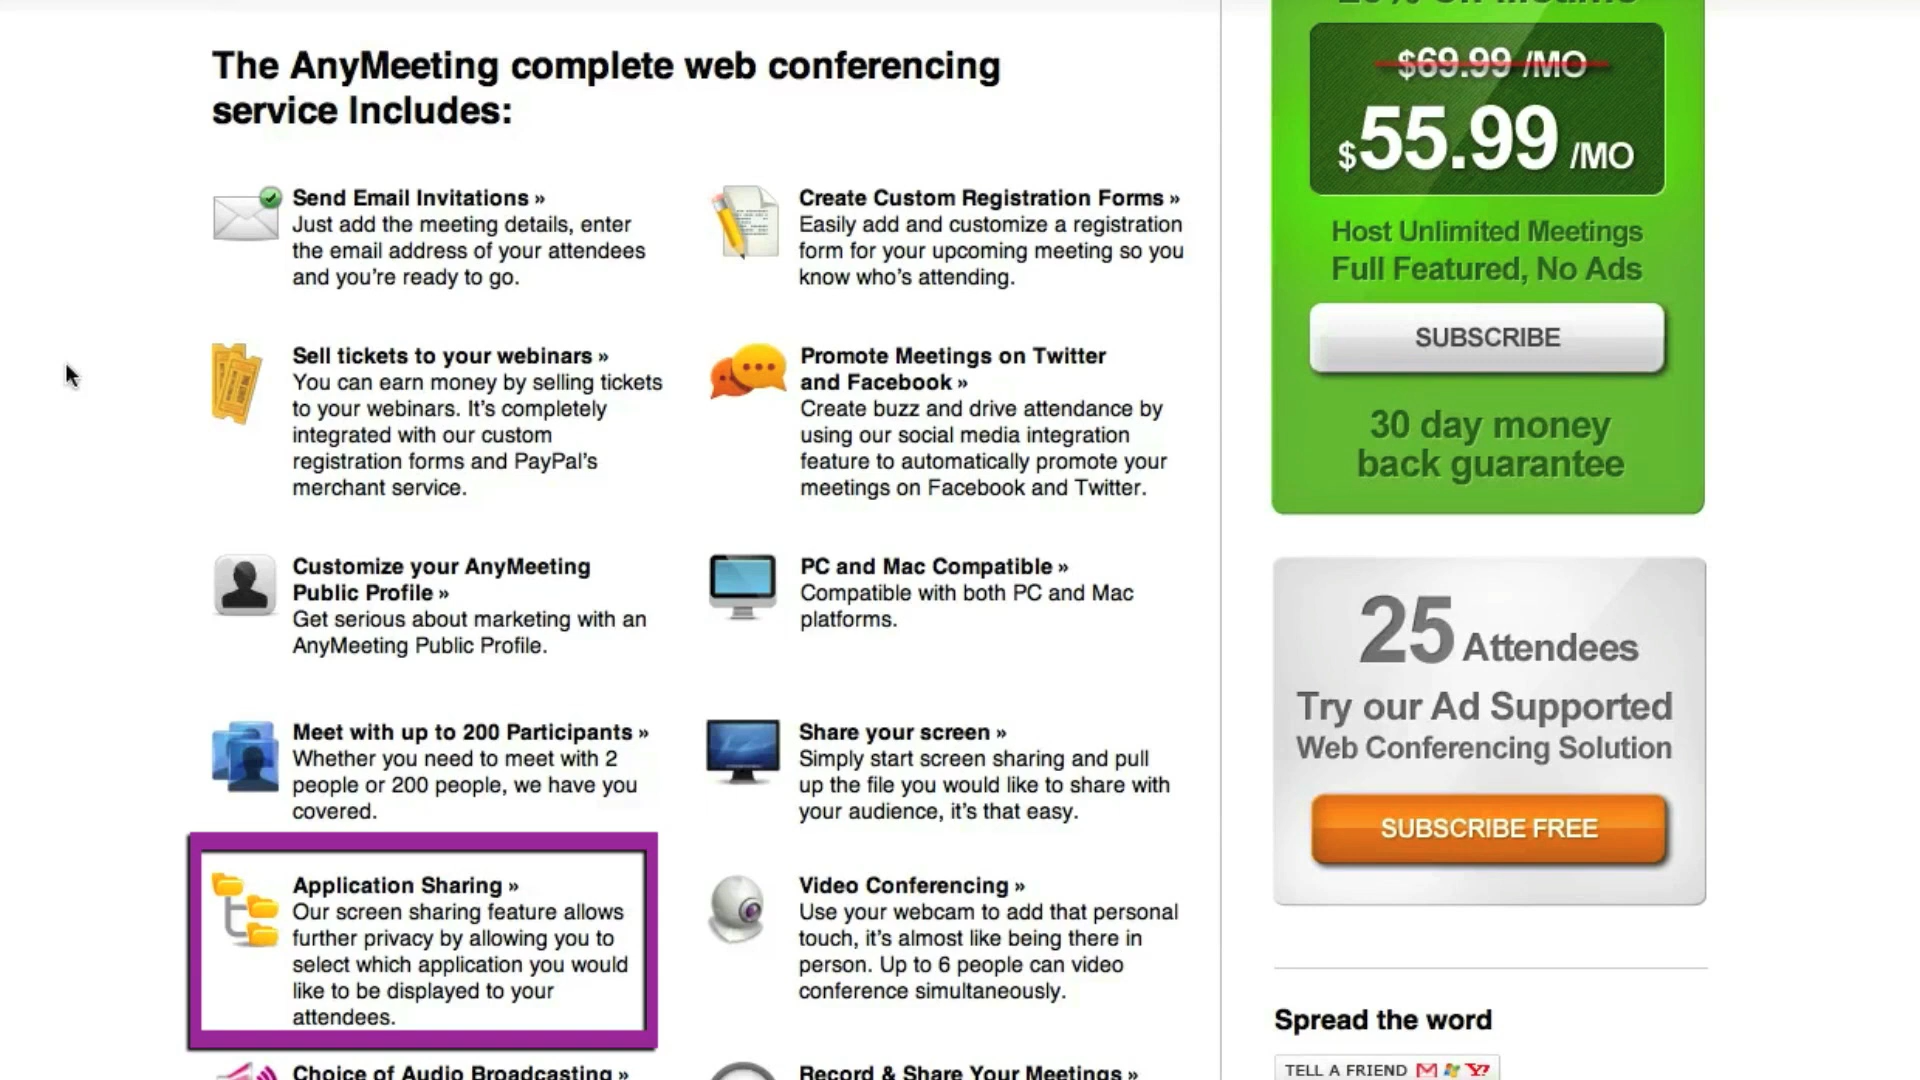 The AnyMeeting complete web conferencing
service Includes:
Send Email Invitations »
Just add the meeting details, enter
the email address of your attendees
and you're ready to go.
Create Custom Registration Forms »
Easily add and customize a registration
form for your upcoming meeting so you
know who's attending.
Sell tickets to your webinars »
You can earn money by selling tickets
to your webinars. It's completely
integrated with our custom
registration forms and PayPal's
merchant service.
Promote Meetings on Twitter
and Facebook »
Create buzz and drive attendance by
using our social media integration
feature to automatically promote your
meetings on Facebook and Twitter.
Customize your AnyMeeting
Public Profile »
Get serious about marketing with an
AnyMeeting Public Profile.
PC and Mac Compatible »
Compatible with both PC and Mac
platforms.
Meet with up to 200 Participants »
Whether you need to meet with 2
people or 200 people, we have you
covered.
Share your screen »
Simply start screen sharing and pull
up the file you would like to share with
your audience, it's that easy.
Application Sharing »
Our screen sharing feature allows
further privacy by allowing you to
select which application you would
like to be displayed to your
attendees.
Video Conferencing »
Use your webcam to add that personal
touch, it's almost like being there in
person. Up to 6 people can video
conference simultaneously.
Choice of Audio Broadcasting »
Record & Share Your Meetings »
$69.99 /MO
$55.99 /MO
Host Unlimited Meetings
Full Featured, No Ads
SUBSCRIBE
30 day money
back guarantee
25 Attendees
Try our Ad Supported
Web Conferencing Solution
SUBSCRIBE FREE
Spread the word
TELL A FRIEND